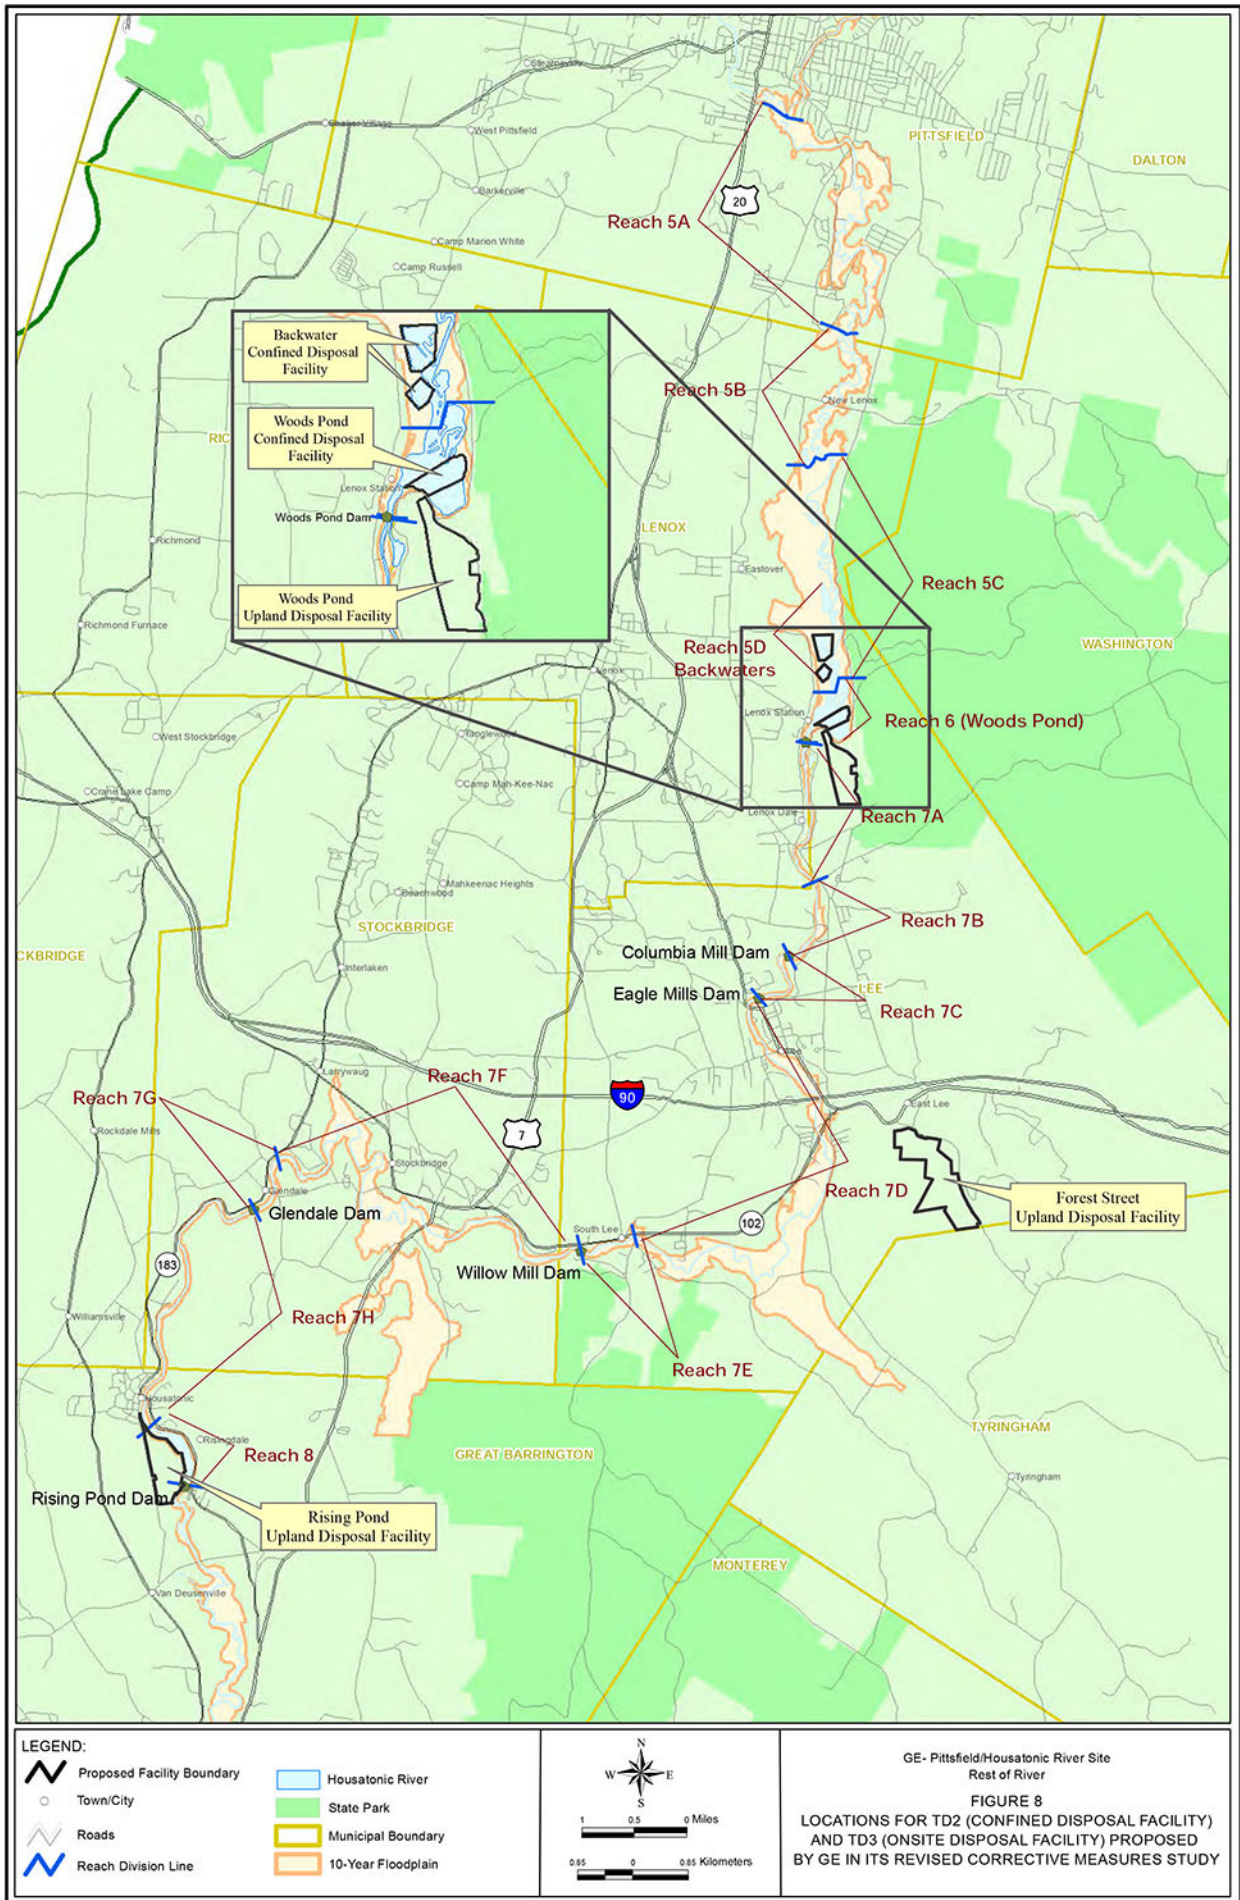 Stearnsville
Shaker Village
West Pittsfield
PITTSFIELD
DALTON
Barkerville
20
Reach 5A
Camp Marion White
Camp Russell
Backwater
Confined Disposal
Facility
Reach 5B
New Lenox
RIC
Woods Pond
Confined Disposal
Facility
Lenox Station
Woods Pond Dam
LENOX
Richmond
Eastover
Reach 5C
Woods Pond
Upland Disposal Facility
Richmond Furnace
WASHINGTON
Reach 5D
Backwaters
Lenox
Lenox Station
Reach 6 (Woods Pond)
West Stockbridge
Tanglewood
Camp Mah-Kee-Nac
Crane Lake Camp
Lenox Dale
Reach 7A
Mahkeenac Heights
Beachwood
STOCKBRIDGE
Reach 7B
CKBRIDGE
Interlaken
Columbia Mill Dam
Eagle Mills Dam
LEE
Reach 7C
Lee
Larrywaug
Reach 7F
Reach 7G
90
East Lee
7
Rockdale Mills
Stockbridge
Glendale
Reach 7D
Forest Street
Upland Disposal Facility
Glendale Dam
South Lee
102
183
Willow Mill Dam
Williamsville
Reach 7H
Reach 7E
Housatonic
Risingdale
Reach 8
GREAT BARRINGTON
TYRINGHAM
Tyringham
Rising Pond Dam
Rising Pond
Upland Disposal Facility
MONTEREY
Van Deusenville
LEGEND:
Proposed Facility Boundary
Town/City
Roads
Reach Division Line
Housatonic River
State Park
Municipal Boundary
10-Year Floodplain
N
W E
S
1 0.5 0 Miles
0.85 0 0.85 Kilometers
GE- Pittsfield/Housatonic River Site
Rest of River
FIGURE 8
LOCATIONS FOR TD2 (CONFINED DISPOSAL FACILITY)
AND TD3 (ONSITE DISPOSAL FACILITY) PROPOSED
BY GE IN ITS REVISED CORRECTIVE MEASURES STUDY